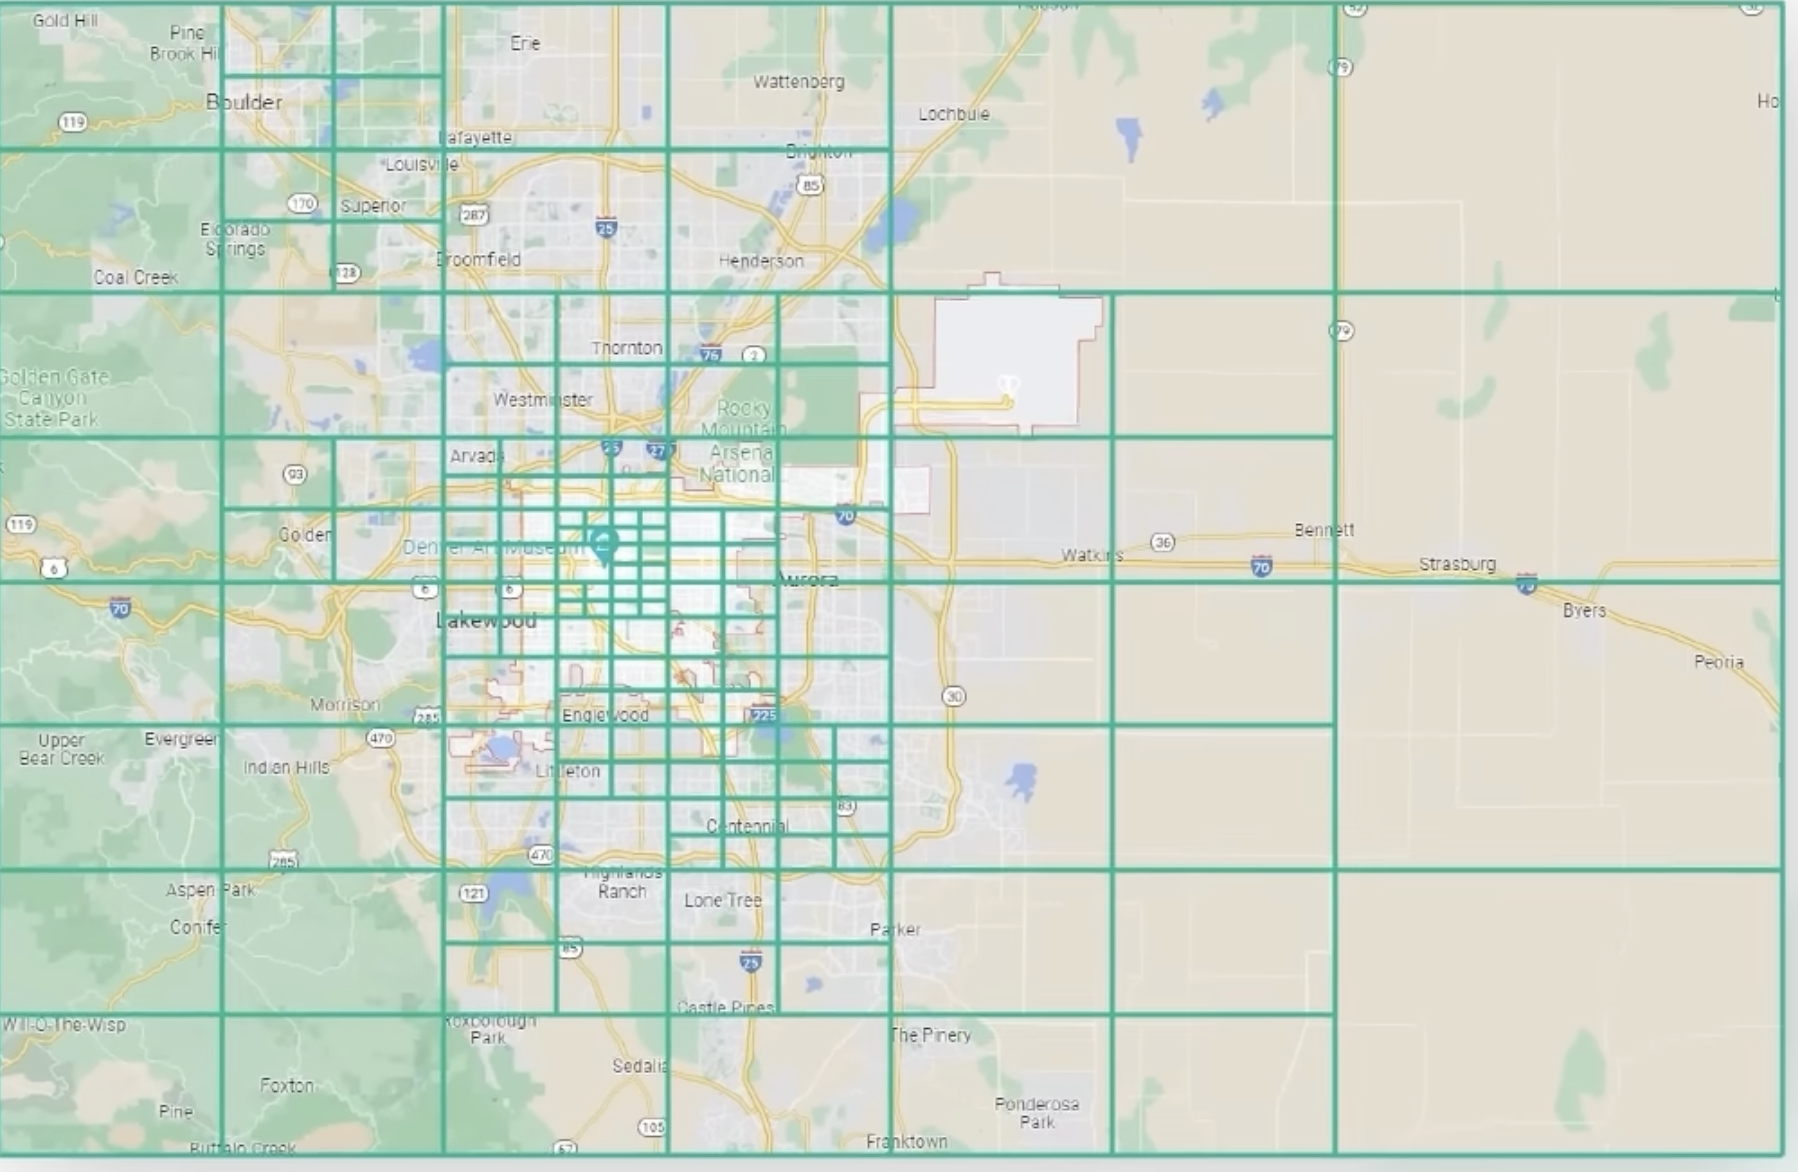 Gold Hill
Pine
Brook Hil
Erie
52
79
Wattenberg
Boulder
Ho
119
Lochbuie
Lafayette
Brighton
Louisville
85
170
Superior
287
25
Eldorado
Springs
Broomfield
Henderson
128
Coal Creek
79
Thornton
76
2
Golden Gate
Canyon
State Park
Westminster
Rocky
Mountain
Arsenal
National
25
Arvada
93
119
Golden
70
Denver Art Museum
36
Bennett
Watkins
6
70
Strasburg
Aurora
6
6
70
Byers
Lakewood
Peoria
30
Morrison
285
Englewood
225
Upper
Bear Creek
Evergreen
470
Indian Hills
Littleton
83
Centennial
285
470
Highlands
Ranch
Aspen Park
121
Lone Tree
Conifer
Parker
85
25
Castle Pines
Will-O-The-Wisp
Roxborough
Park
The Pinery
Sedalia
Foxton
Pine
Ponderosa
Park
105
Buffalo Creek
67
Franktown